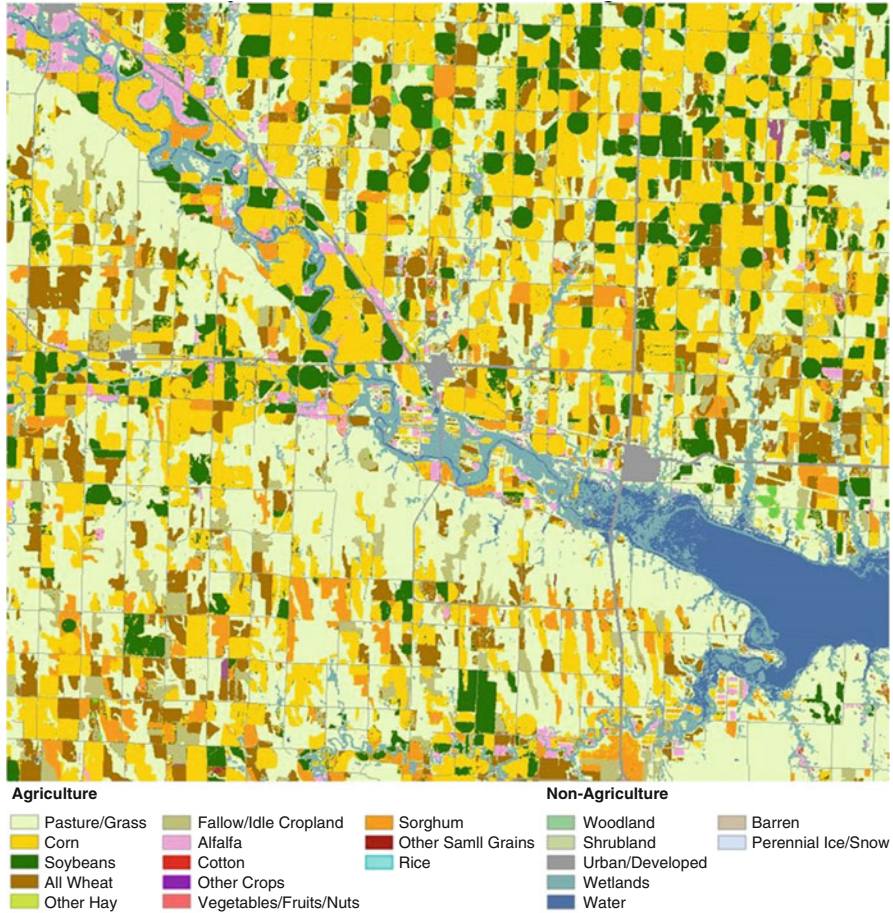 Agriculture
Pasture/Grass
Corn
Soybeans
All Wheat
Other Hay
Fallow/Idle Cropland
Alfalfa
Cotton
Other Crops
Vegetables/Fruits/Nuts
Sorghum
Other Samll Grains
Rice
Non-Agriculture
Woodland
Shrubland
Urban/Developed
Wetlands
Water
Barren
Perennial Ice/Snow